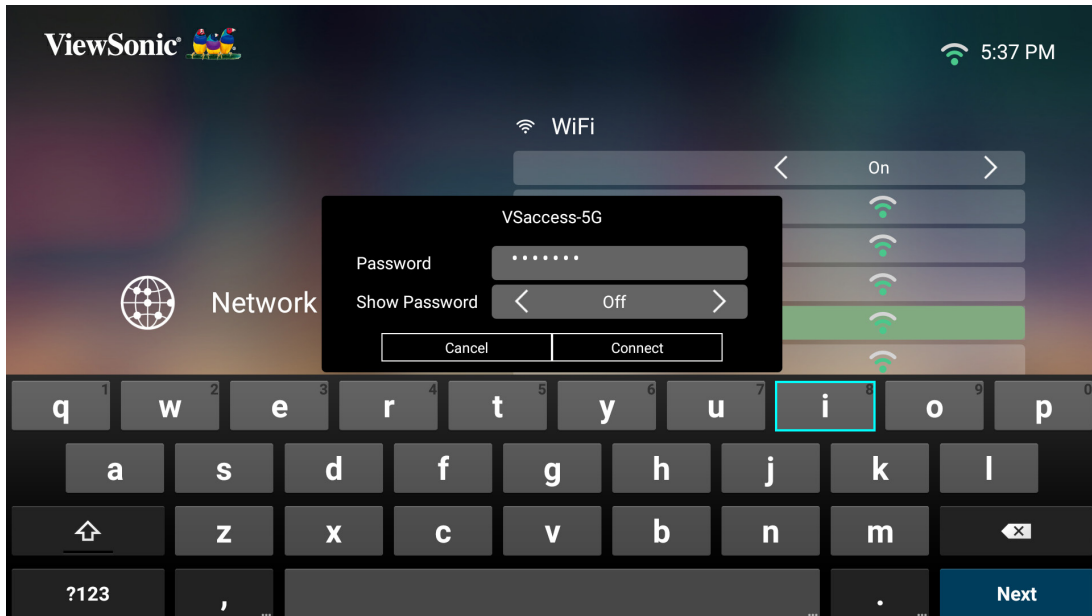 ViewSonic®
5:37 PM
WiFi
On
VSaccess-5G
Password •••••••
Show Password Off
Cancel Connect
Network
q 1 w 2 e 3 r 4 t 5 y 6 u 7 i 8 o 9 p 0
a s d f g h j k l
z x c v b n m
?123 , . Next